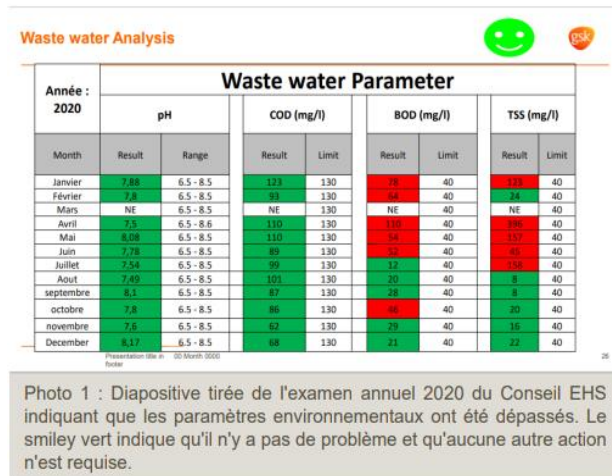 Waste water Analysis
gsk
Année :
2020
Waste water Parameter
pH COD (mg/l) BOD (mg/l) TSS (mg/l)
Month Result Range Result Limit Result Limit Result Limit
Janvier 7,88 6.5 - 8.5 123 130 78 40 40
Février 7,8 6.5 - 8.5 93 130 64 40 24 40
Mars NE 6.5 - 8.5 NE 130 NE 40 NE 40
Avril 7,5 6.5 - 8.6 110 130 110 40 396 40
Mai 8,08 6.5 - 8.5 110 130 54 40 157 40
Juin 7,78 6.5 - 8.5 89 130 52 40 45 40
Juillet 7,54 6.5 - 8.5 99 130 12 40 158 40
Aout 7,49 6.5 - 8.5 101 130 20 40 8 40
septembre 8,1 6.5 - 8.5 87 130 28 40 8 40
octobre 7,8 6.5 - 8.5 86 130 46 40 20 40
novembre 7,6 6.5 - 8.5 62 130 29 40 16 40
December 8,17 6.5 - 8.5 68 130 21 40 22 40
Presentation title in 00 Month 0000
footer
26
Photo 1 : Diapositive tirée de l'examen annuel 2020 du Conseil EHS
indiquant que les paramètres environnementaux ont été dépassés. Le
smiley vert indique qu'il n'y a pas de problème et qu'aucune autre action
n'est requise.